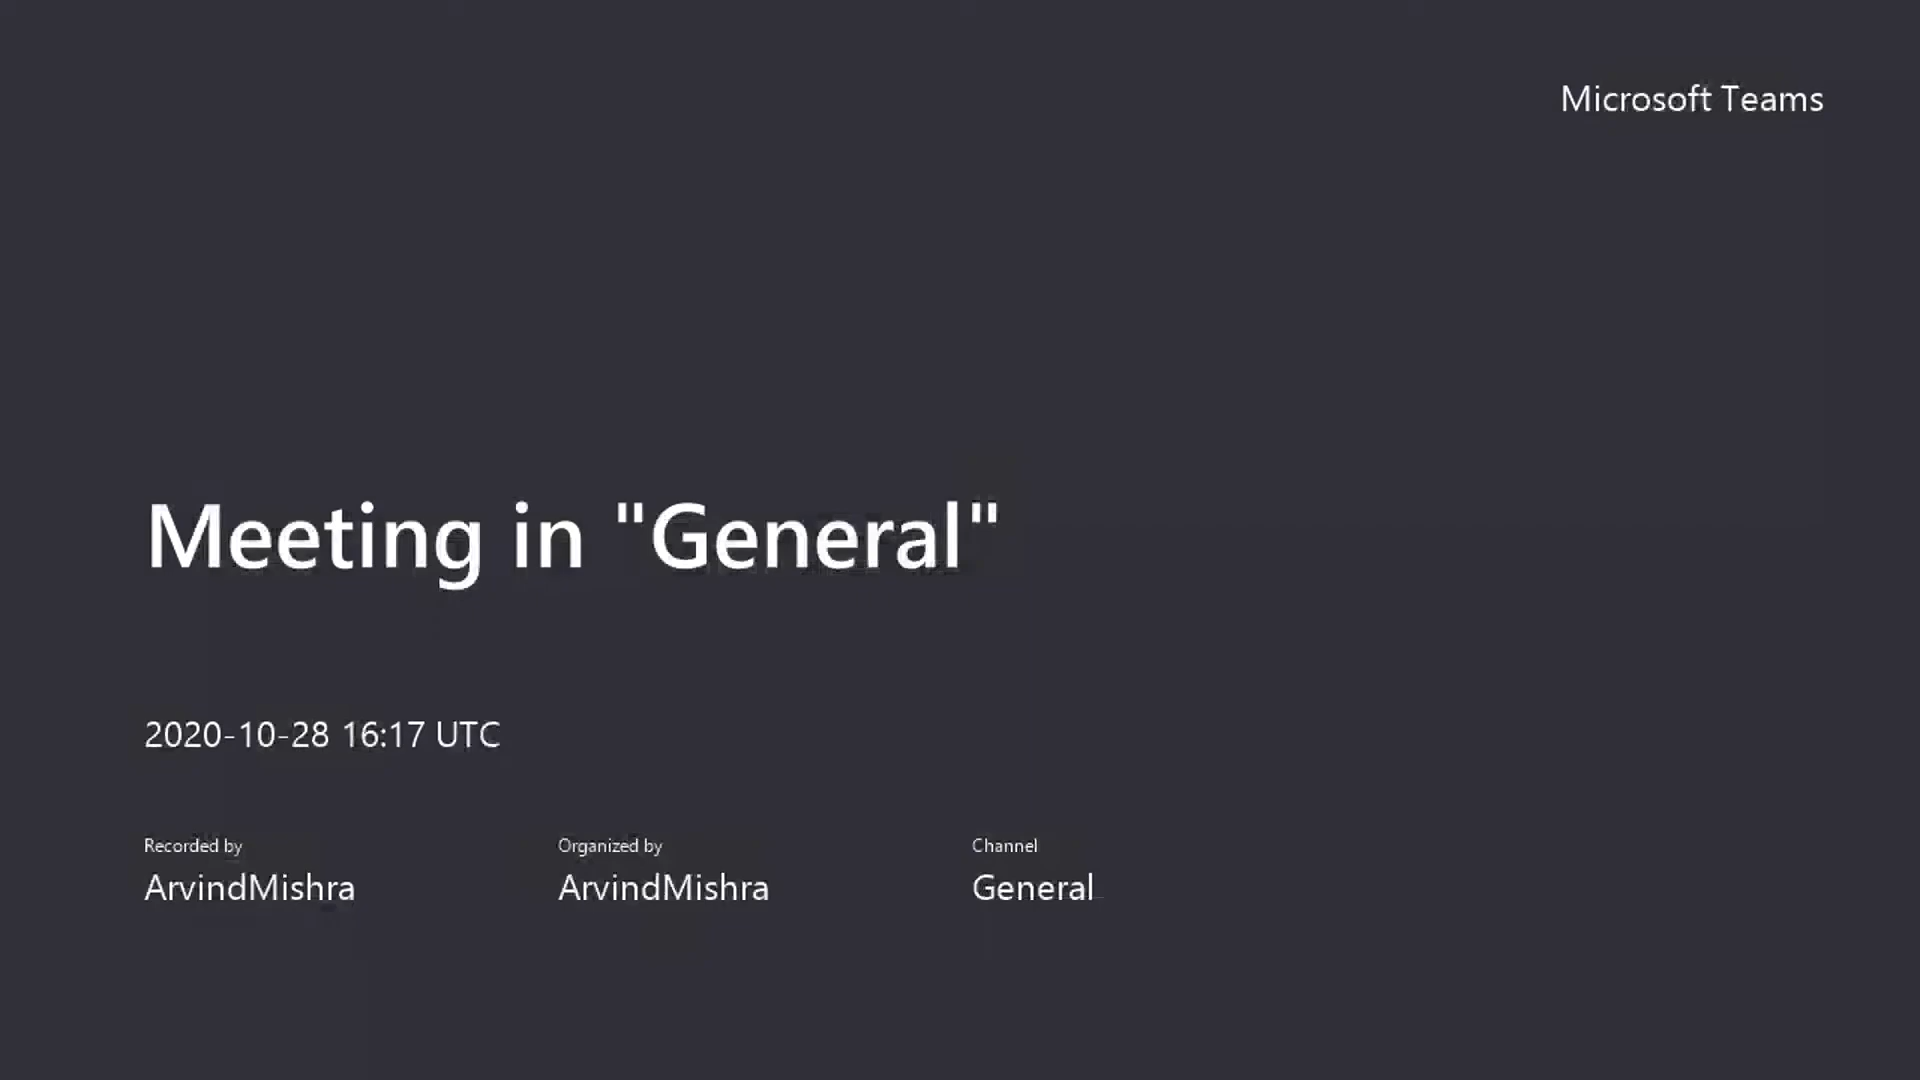 Microsoft Teams
Meeting in "General"
2020-10-28 16:17 UTC
Recorded by
ArvindMishra
Organized by
ArvindMishra
Channel
General